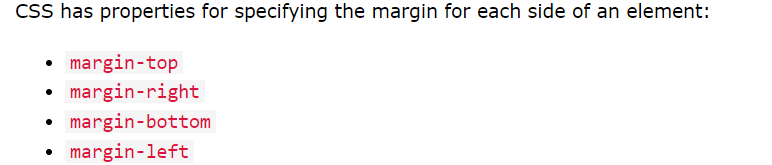 CSS has properties for specifying the margin for each side of an element:
margin-top
margin-right
margin-bottom
margin-left